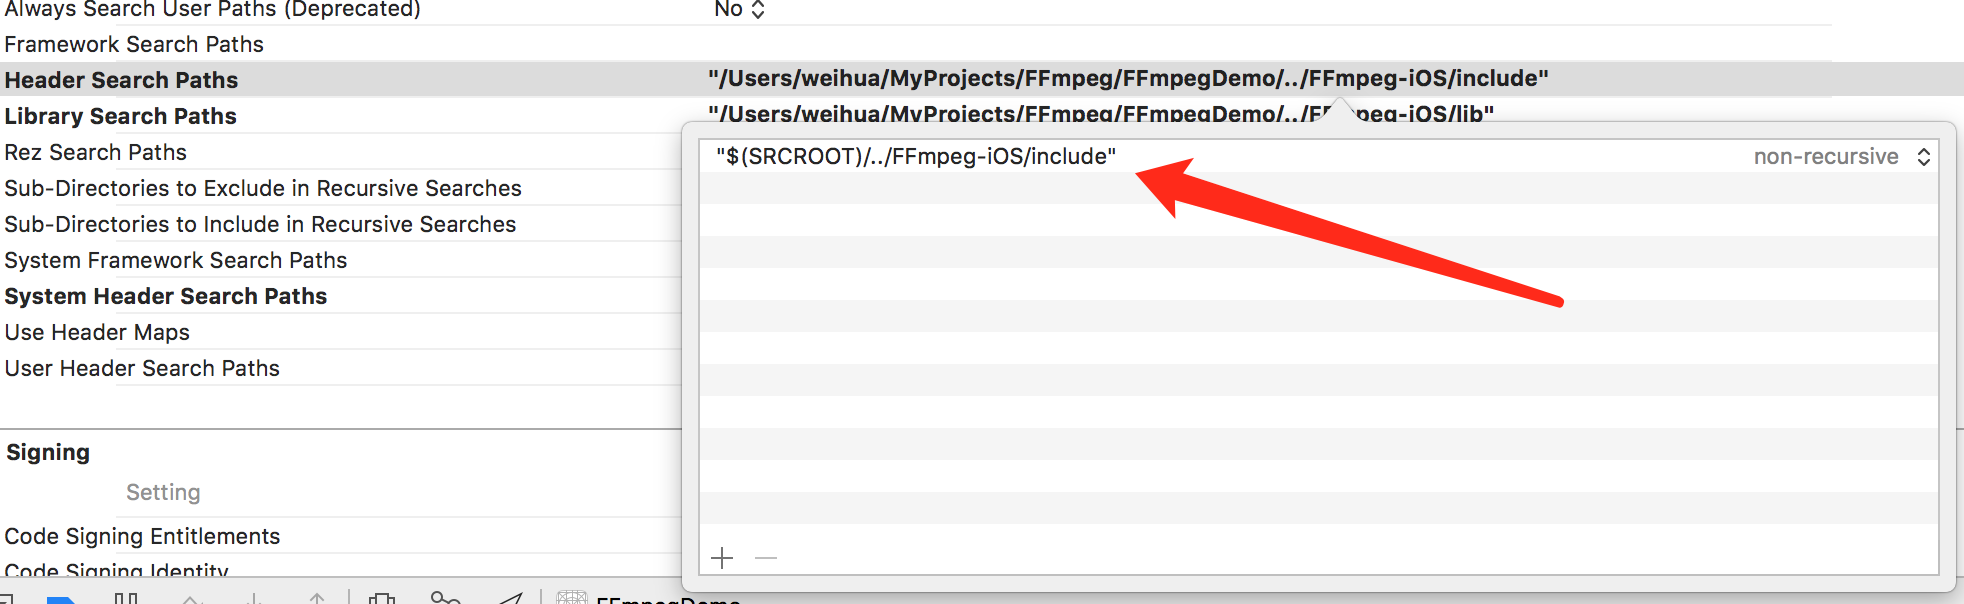 Always Search User Paths (Deprecated) No
Framework Search Paths
Header Search Paths "/Users/weihua/MyProjects/FFmpeg/FFmpegDemo/../FFmpeg-iOS/include"
Library Search Paths "/Users/weihua/MyProjects/FFmpeg/FFmpegDemo/../FFmpeg-iOS/lib"
"$(SRCROOT)/../FFmpeg-iOS/include" non-recursive
Rez Search Paths
Sub-Directories to Exclude in Recursive Searches
Sub-Directories to Include in Recursive Searches
System Framework Search Paths
System Header Search Paths
Use Header Maps
User Header Search Paths
Signing
Setting
Code Signing Entitlements
Code Signing Identity
FFmpegDemo